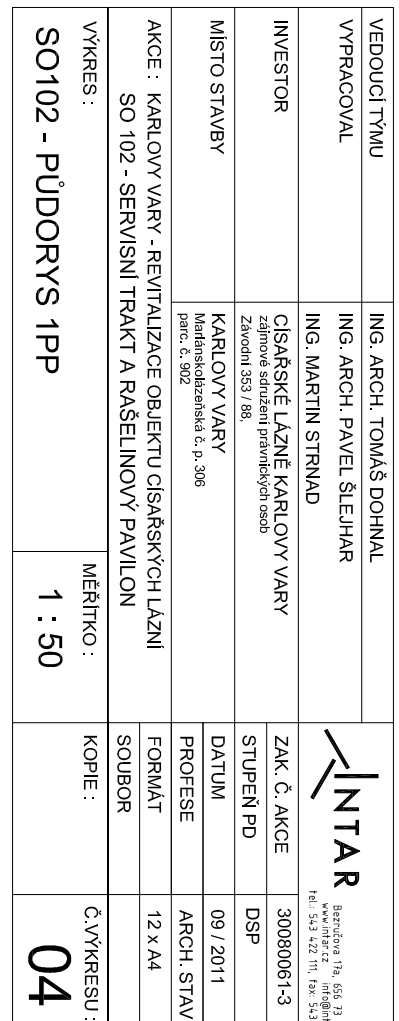 VEDOUCÍ TÝMU
ING. ARCH. TOMÁŠ DOHNAL
VYPRACOVAL
ING. ARCH. PAVEL ŠLEJHAR
ING. MARTIN STRNAD
INVESTOR
CÍSAŘSKÉ LÁZNĚ KARLOVY VARY
zájmové sdružení právnických osob
Závodní 353 / 88,
MÍSTO STAVBY
KARLOVY VARY
Mariánskolázeňská č. p. 306
parc. č. 902
AKCE : KARLOVY VARY - REVITALIZACE OBJEKTU CÍSAŘSKÝCH LÁZNÍ
SO 102 - SERVISNÍ TRAKT A RAŠELINOVÝ PAVILON
VÝKRES :
SO102 - PŮDORYS 1PP
MĚŘÍTKO :
1 : 50
INTAR
Bezručova 17a, 656 73
www.intar.cz
tel.: 543 422 111, fax: 543
ZAK. Č. AKCE
30080061-3
STUPEŇ PD
DSP
DATUM
09 / 2011
PROFESE
ARCH. STAV
FORMÁT
12 x A4
SOUBOR
KOPIE :
Č.VÝKRESU :
04